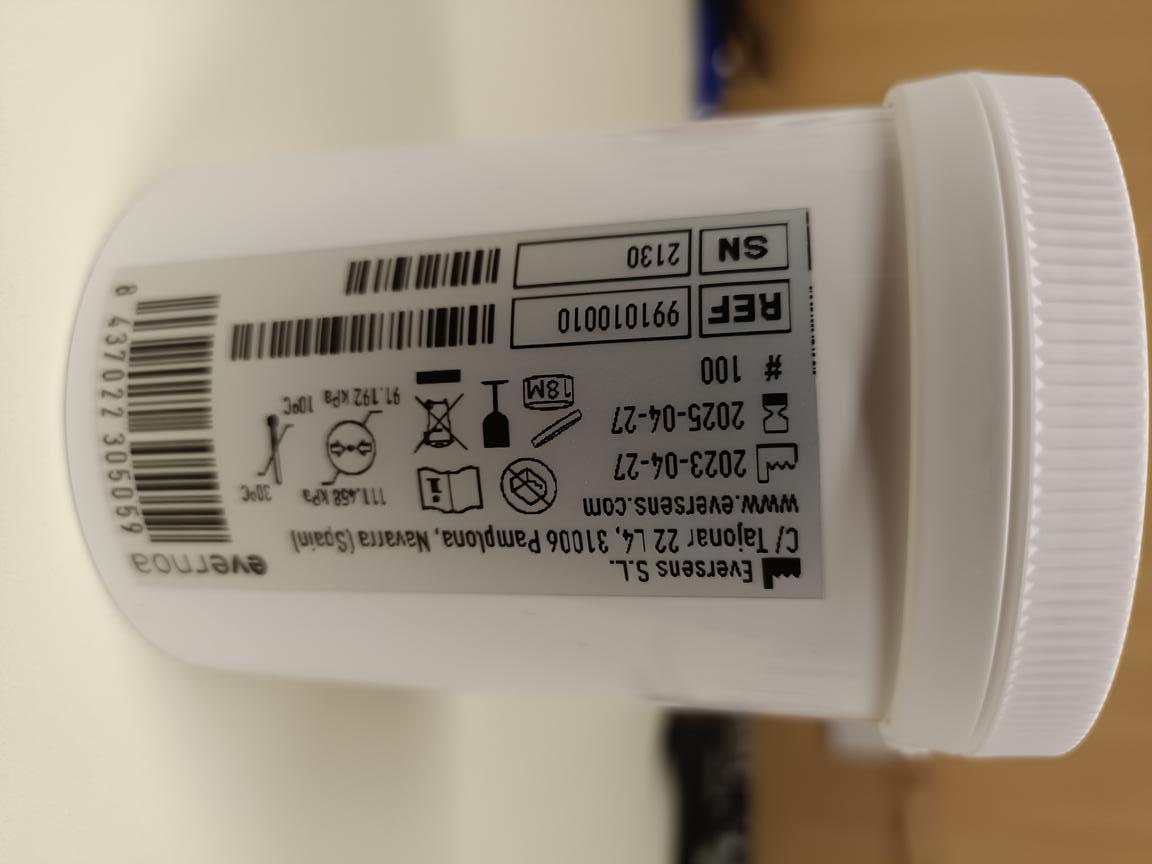 Eversens S.L.
C/ Tajonar 22 L4, 31006 Pamplona, Navarra (Spain)
www.eversens.com
2023-04-27
2025-04-27
# 100
18M
111.458 kPa
91.192 kPa
30ºC
10ºC
REF 991010010
SN 2130
evernoa
8 437022 305059